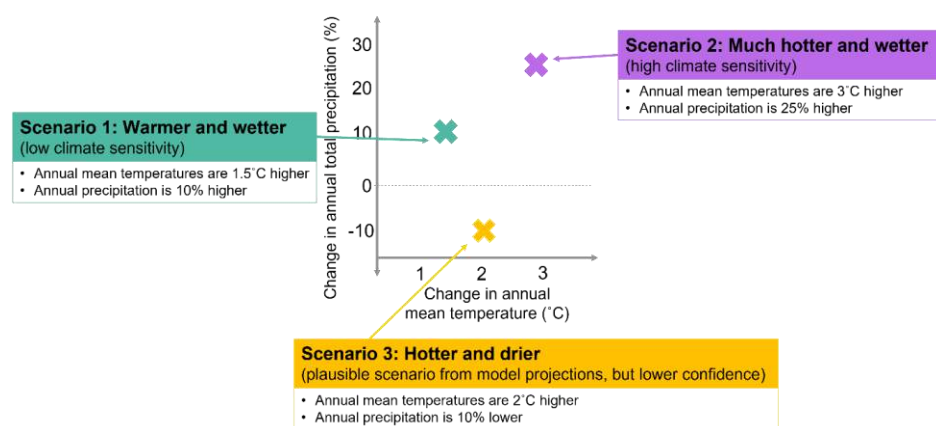 Change in annual total precipitation (%)
30
20
10
0
-10
1 2 3
Change in annual
mean temperature (˚C)
Scenario 1: Warmer and wetter
(low climate sensitivity)
• Annual mean temperatures are 1.5˚C higher
• Annual precipitation is 10% higher
Scenario 2: Much hotter and wetter
(high climate sensitivity)
• Annual mean temperatures are 3˚C higher
• Annual precipitation is 25% higher
Scenario 3: Hotter and drier
(plausible scenario from model projections, but lower confidence)
• Annual mean temperatures are 2˚C higher
• Annual precipitation is 10% lower